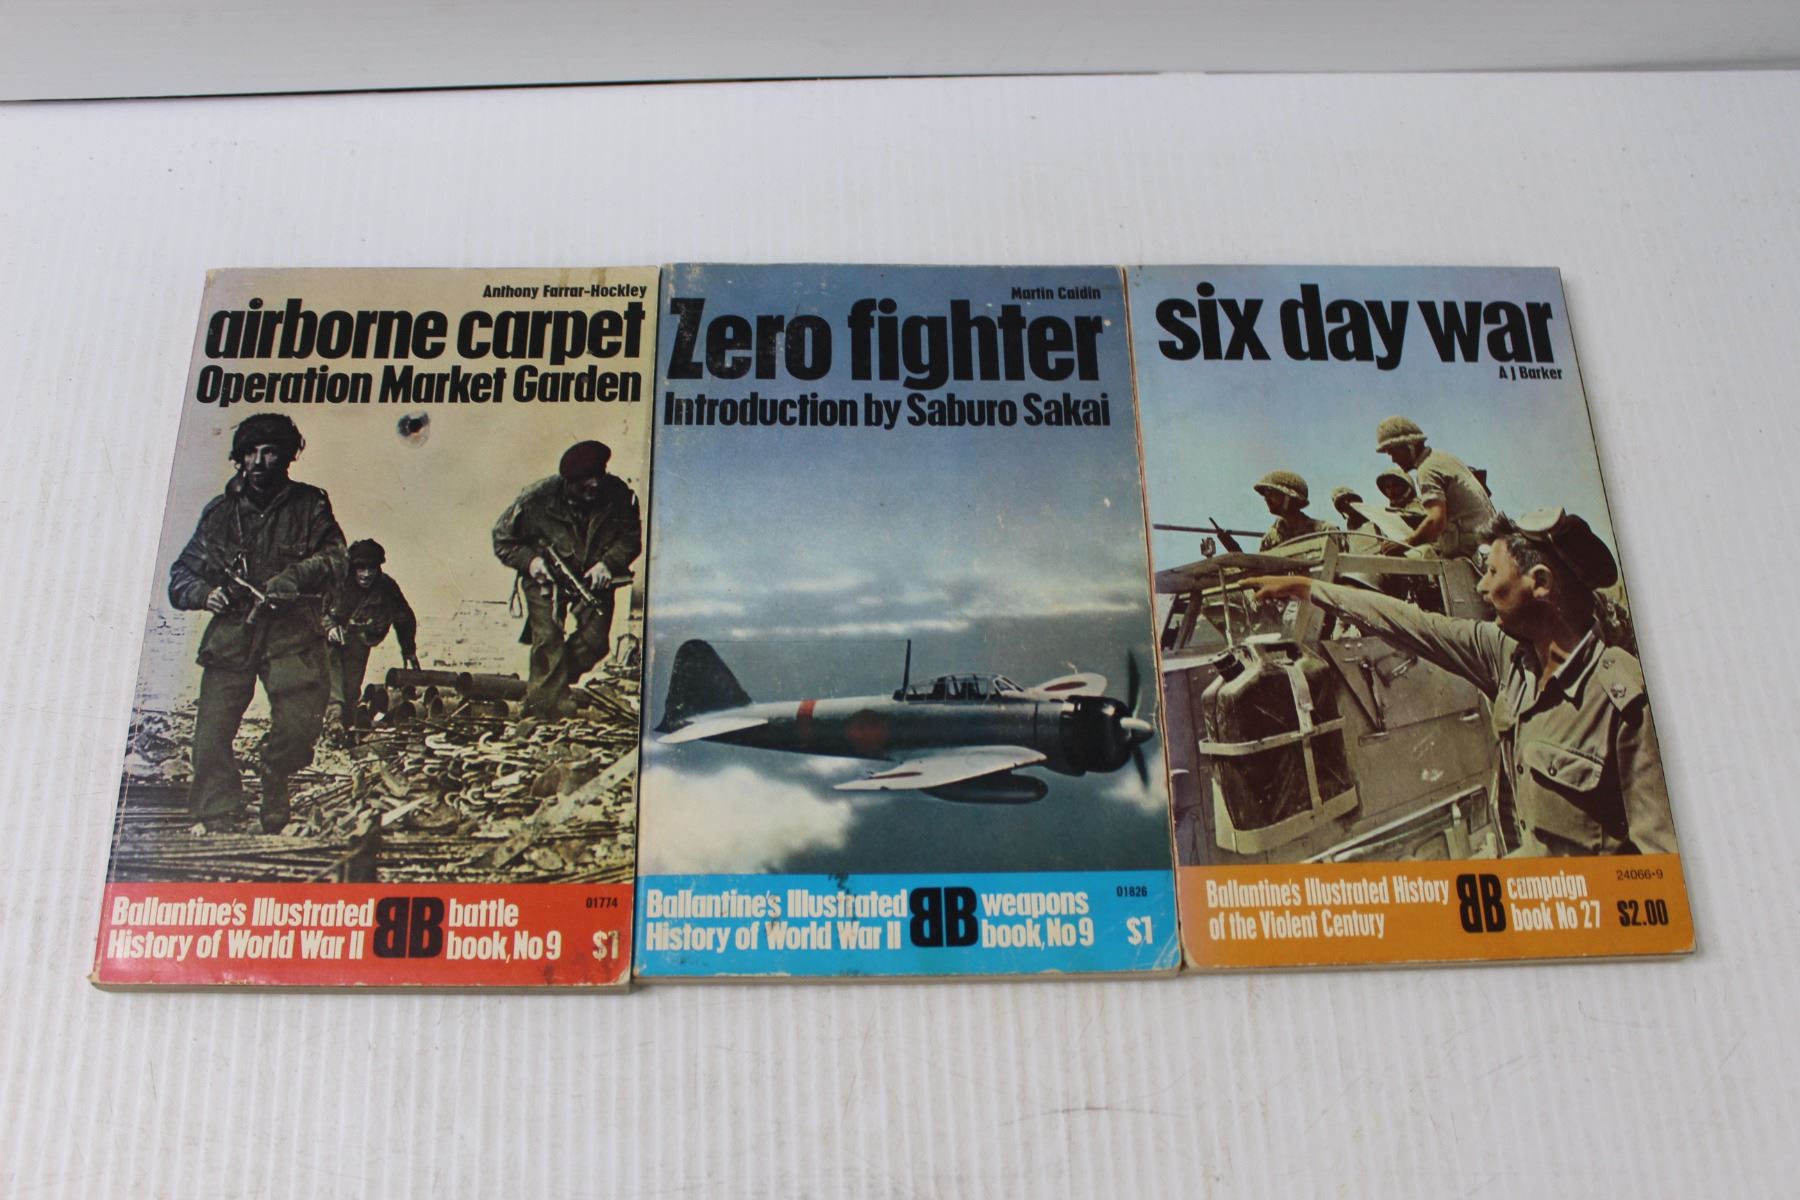 Anthony Farrar-Hockley
airborne carpet
Operation Market Garden
Ballantine's Illustrated
History of World War II
BB
battle
book, No 9
01774
$1
Martin Caidin
Zero fighter
Introduction by Saburo Sakai
Ballantine's Illustrated
History of World War II
BB
weapons
book, No 9
01826
$1
six day war
A J Barker
Ballantine's Illustrated History
of the Violent Century
BB
campaign
book No 27
24066·9
$2.00